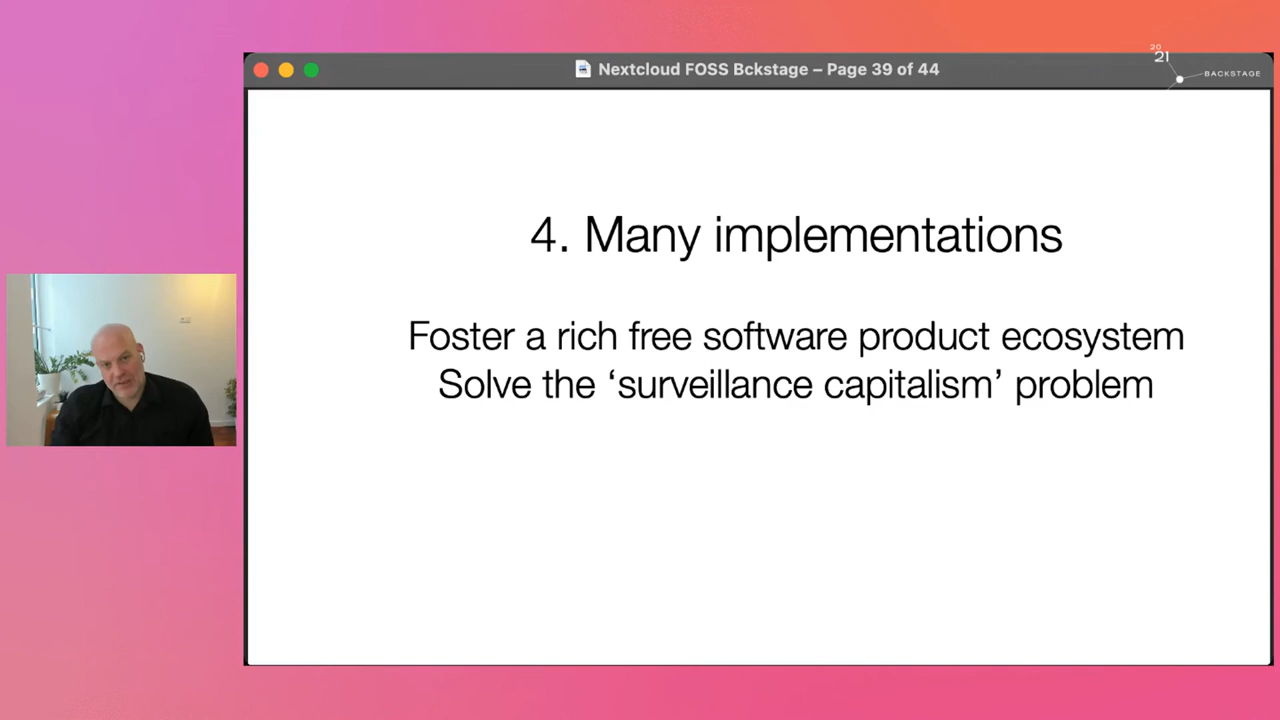 Nextcloud FOSS Bckstage – Page 39 of 44
20
21
BACKSTAGE
4. Many implementations
Foster a rich free software product ecosystem
Solve the ‘surveillance capitalism’ problem